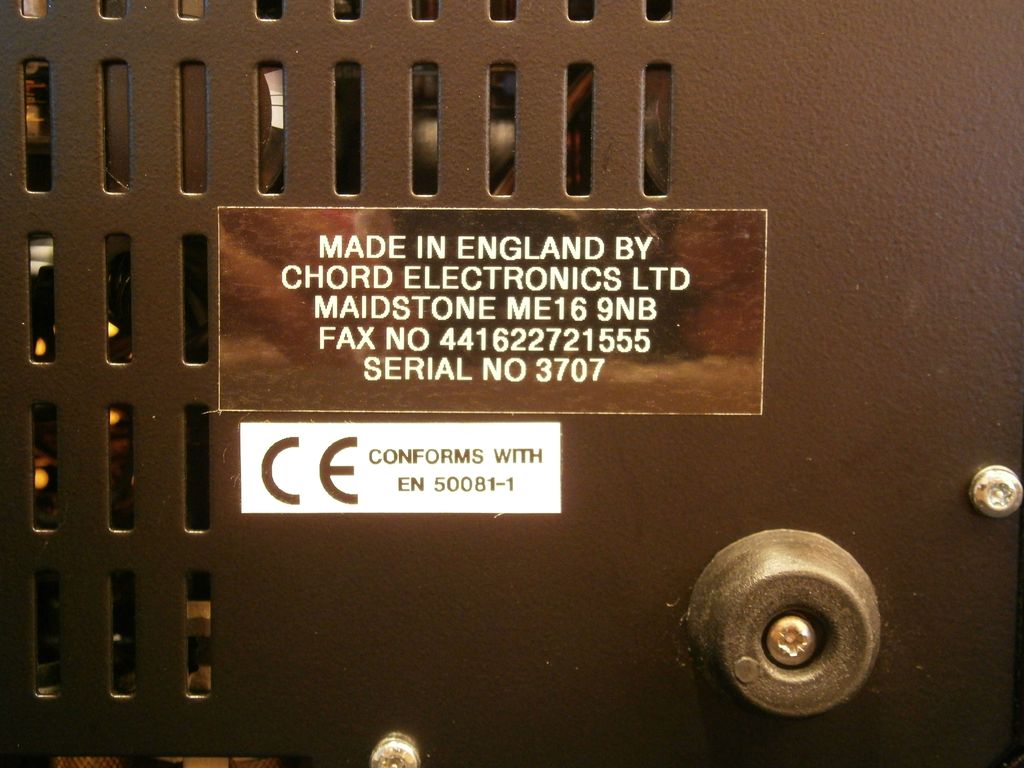 MADE IN ENGLAND BY
CHORD ELECTRONICS LTD
MAIDSTONE ME16 9NB
FAX NO 441622721555
SERIAL NO 3707
CE CONFORMS WITH
EN 50081-1